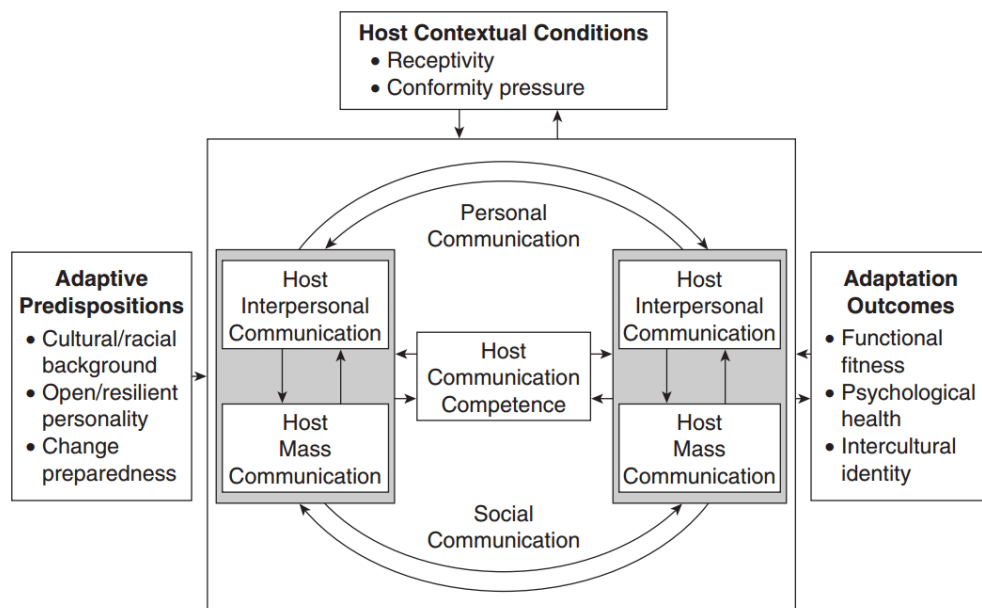 Host Contextual Conditions
• Receptivity
• Conformity pressure
Personal
Communication
Adaptive
Predispositions
• Cultural/racial
background
• Open/resilient
personality
• Change
preparedness
Host
Interpersonal
Communication
Host
Mass
Communication
Host
Communication
Competence
Host
Interpersonal
Communication
Host
Mass
Communication
Adaptation
Outcomes
• Functional
fitness
• Psychological
health
• Intercultural
identity
Social
Communication